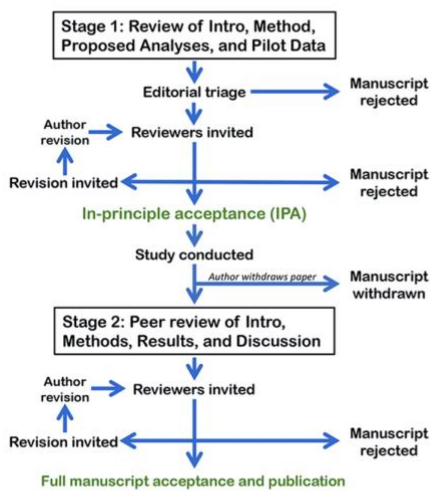 Stage 1: Review of Intro, Method,
Proposed Analyses, and Pilot Data
Editorial triage
Manuscript
rejected
Author
revision
Reviewers invited
Revision invited
Manuscript
rejected
In-principle acceptance (IPA)
Study conducted
Author withdraws paper
Manuscript
withdrawn
Stage 2: Peer review of Intro,
Methods, Results, and Discussion
Author
revision
Reviewers invited
Revision invited
Manuscript
rejected
Full manuscript acceptance and publication